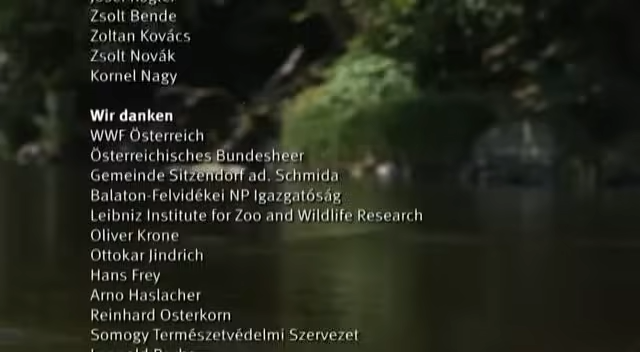 Zsolt Bende
Zoltan Kovács
Zsolt Novák
Kornel Nagy
Wir danken
WWF Österreich
Österreichisches Bundesheer
Gemeinde Sitzendorf ad. Schmida
Balaton-Felvidékei NP Igazgatóság
Leibniz Institute for Zoo and Wildlife Research
Oliver Krone
Ottokar Jindrich
Hans Frey
Arno Haslacher
Reinhard Osterkorn
Somogy Természetvédelmi Szervezet